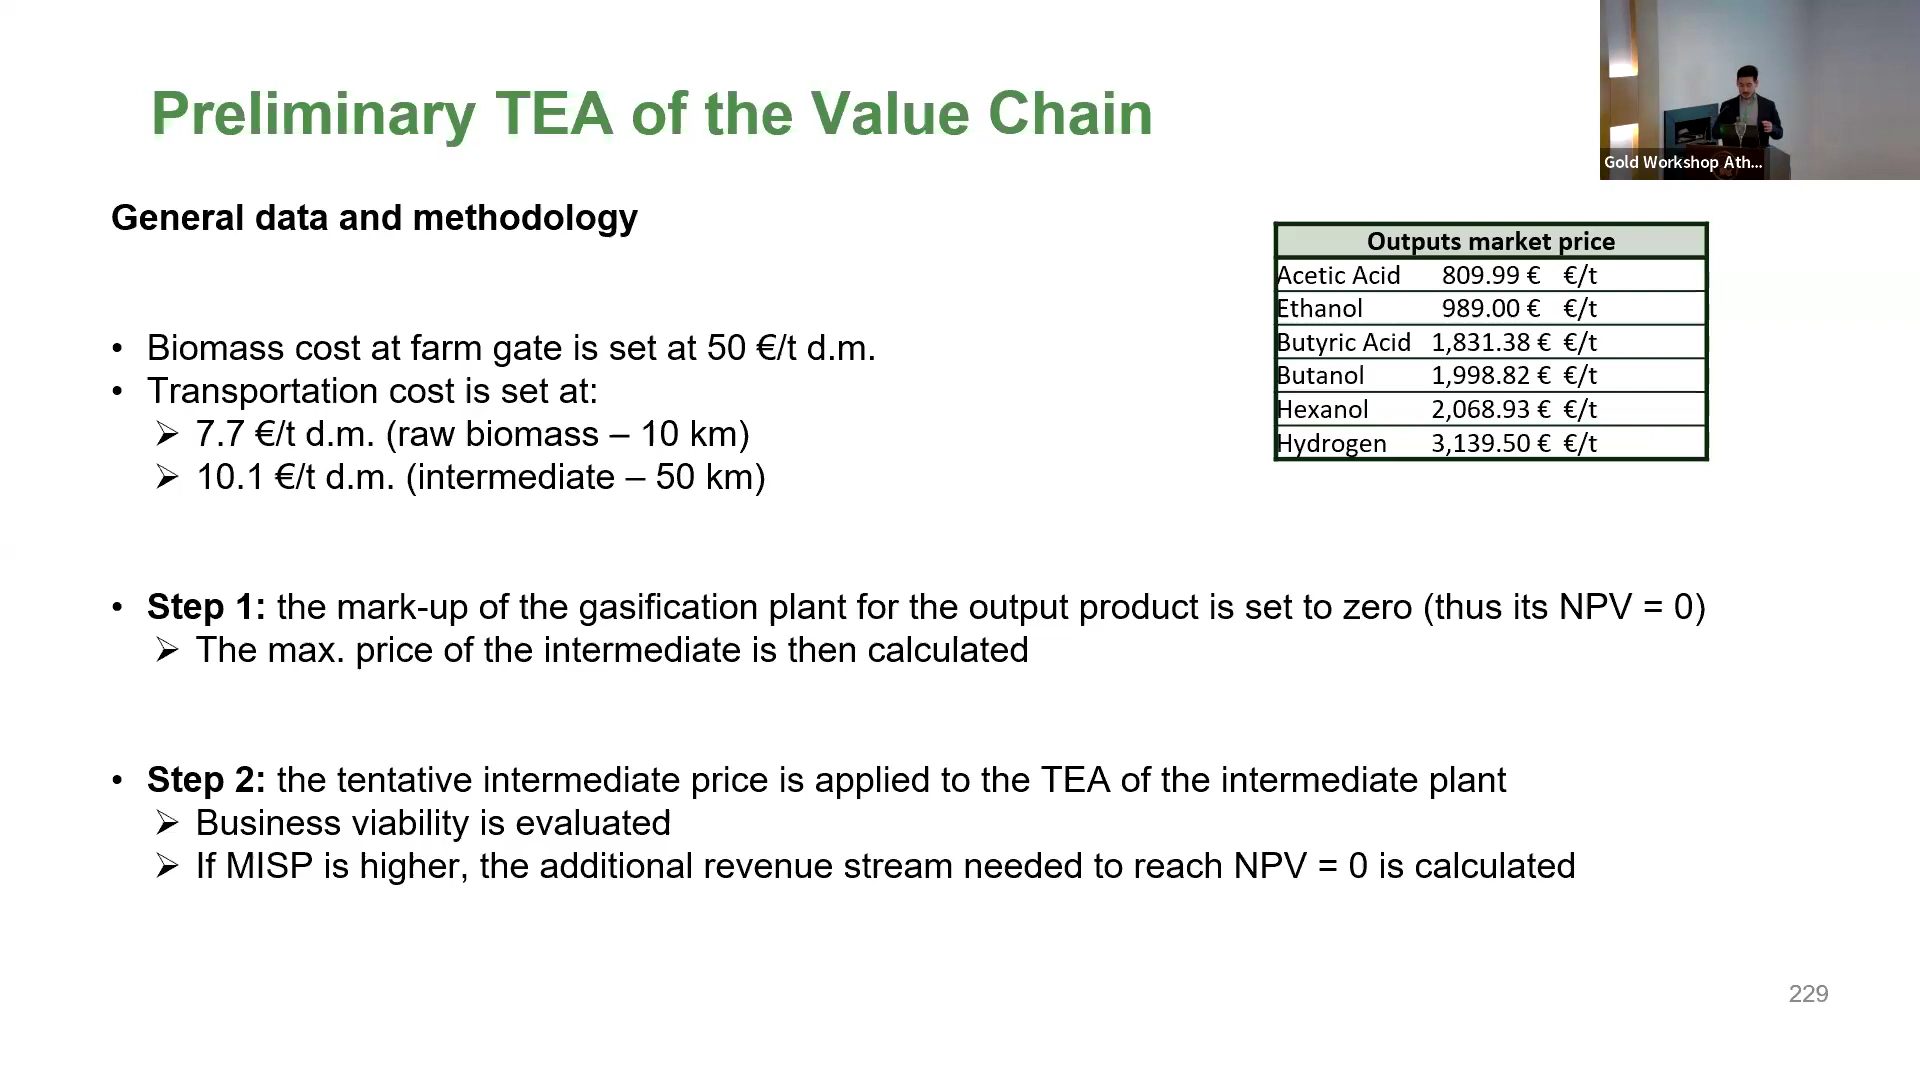 Preliminary TEA of the Value Chain
Gold Workshop Ath...
General data and methodology
Outputs market price
Acetic Acid 809.99 € €/t
Ethanol 989.00 € €/t
Butyric Acid 1,831.38 € €/t
Butanol 1,998.82 € €/t
Hexanol 2,068.93 € €/t
Hydrogen 3,139.50 € €/t
• Biomass cost at farm gate is set at 50 €/t d.m.
• Transportation cost is set at:
➢ 7.7 €/t d.m. (raw biomass – 10 km)
➢ 10.1 €/t d.m. (intermediate – 50 km)
• Step 1: the mark-up of the gasification plant for the output product is set to zero (thus its NPV = 0)
➢ The max. price of the intermediate is then calculated
• Step 2: the tentative intermediate price is applied to the TEA of the intermediate plant
➢ Business viability is evaluated
➢ If MISP is higher, the additional revenue stream needed to reach NPV = 0 is calculated
229